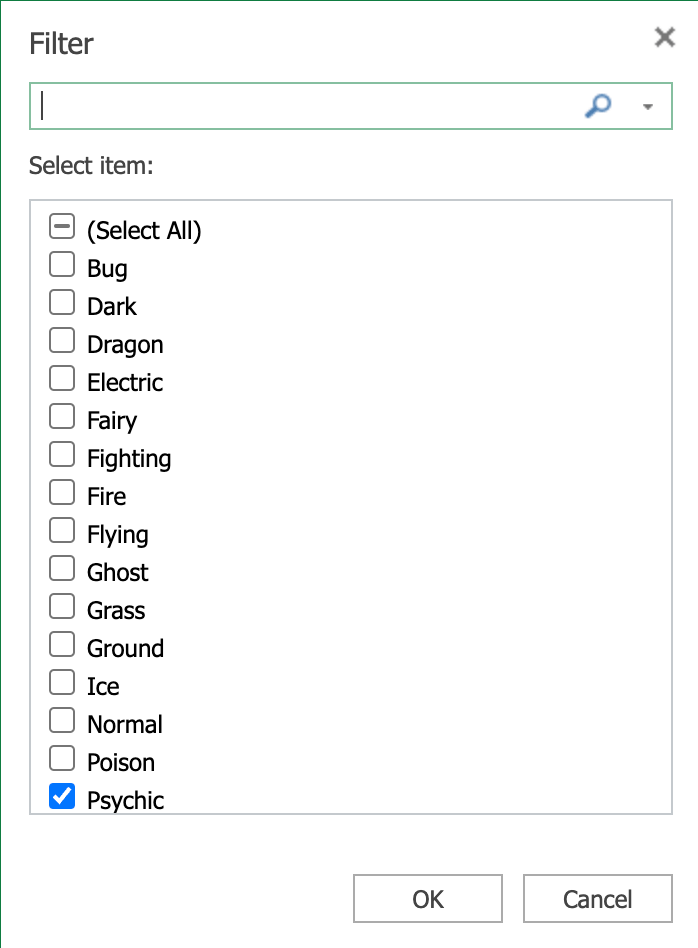 Filter
Select item:
(Select All)
Bug
Dark
Dragon
Electric
Fairy
Fighting
Fire
Flying
Ghost
Grass
Ground
Ice
Normal
Poison
Psychic
OK
Cancel